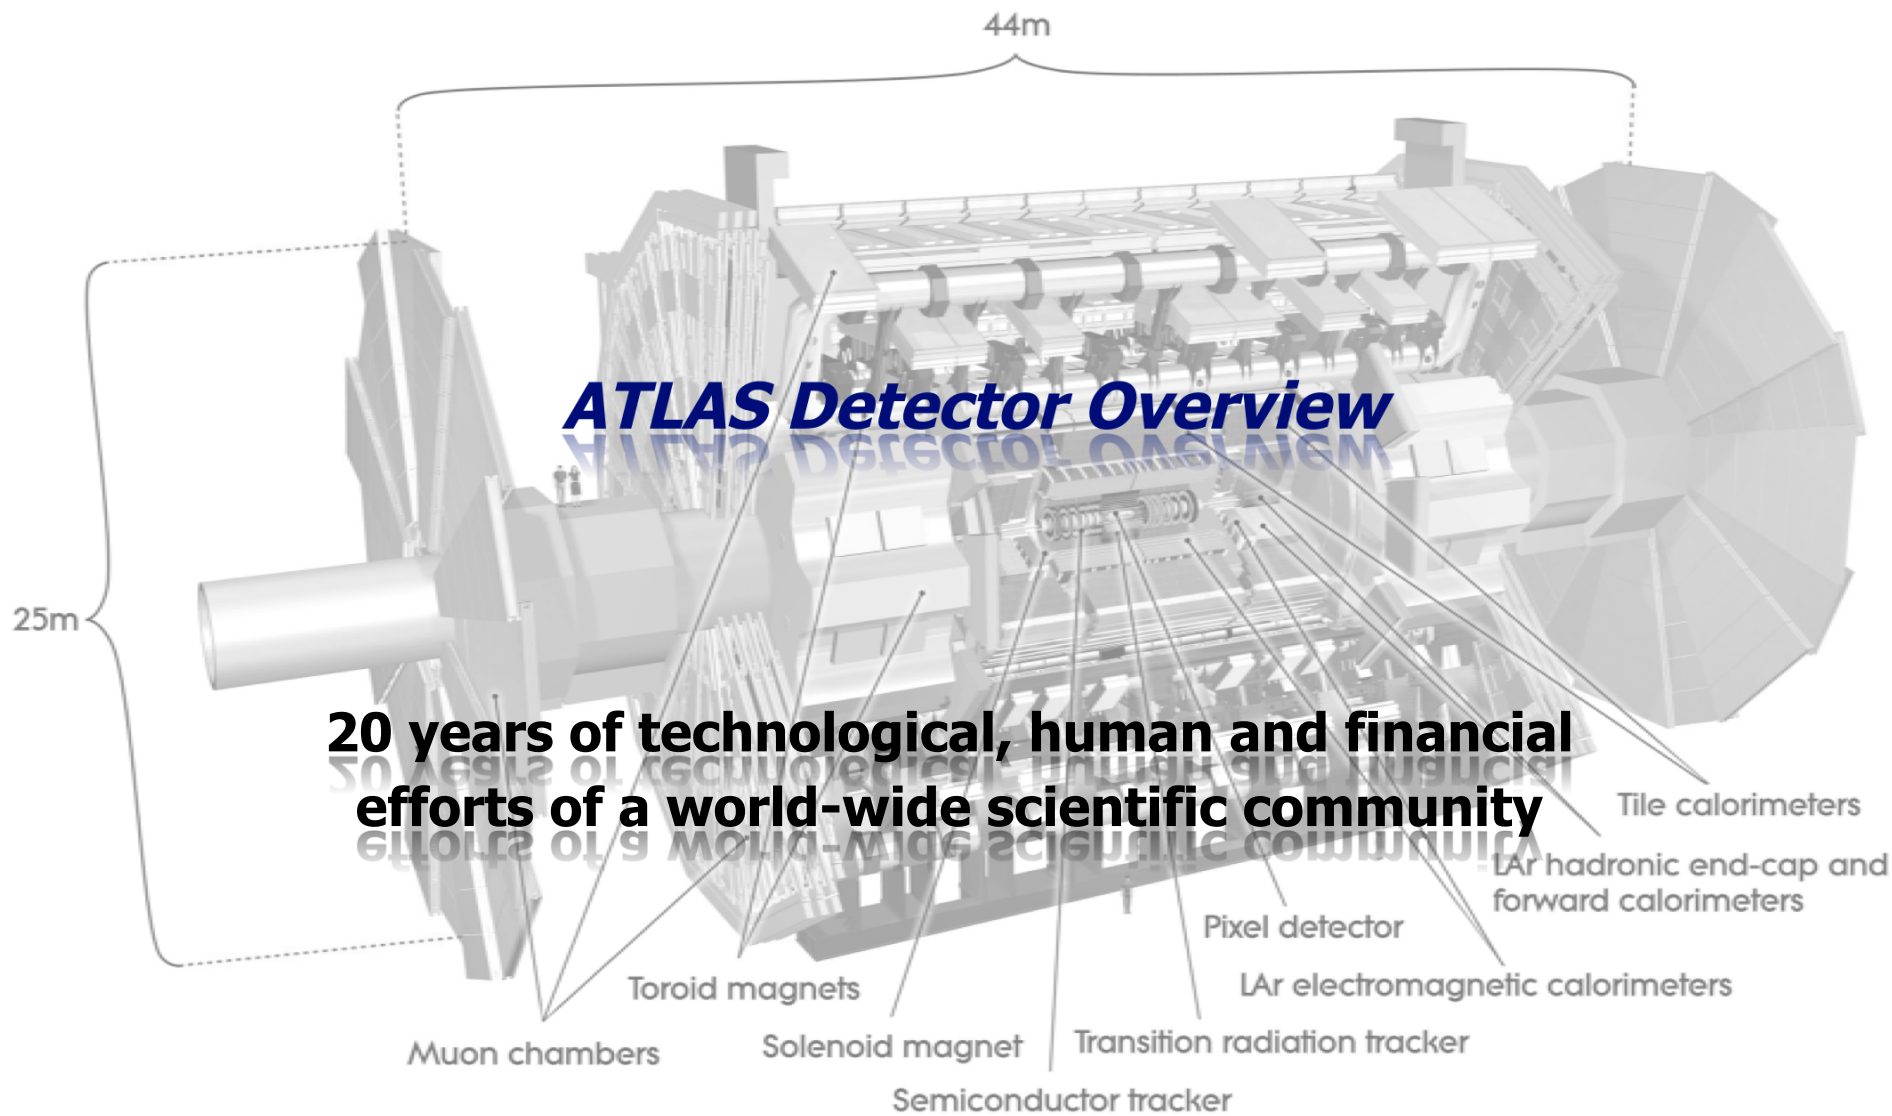 44m
ATLAS Detector Overview
25m
20 years of technological, human and financial
efforts of a world-wide scientific community
Tile calorimeters
LAr hadronic end-cap and
forward calorimeters
Pixel detector
LAr electromagnetic calorimeters
Toroid magnets
Solenoid magnet
Transition radiation tracker
Muon chambers
Semiconductor tracker